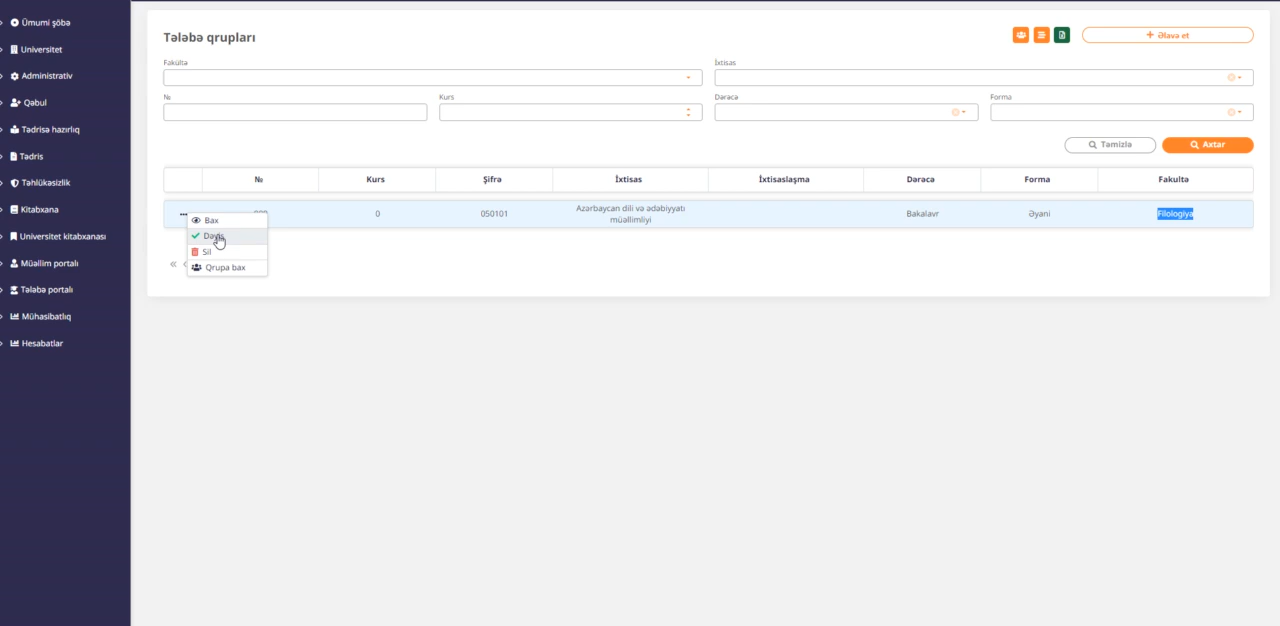 Ümumi şöbə
Universitet
Administrativ
Qəbul
Tədrisə hazırlıq
Tədris
Təhlükəsizlik
Kitabxana
Universitet kitabxanası
Müəllim portalı
Tələbə portalı
Mühasibatlıq
Hesabatlar
Tələbə qrupları
+ Əlavə et
Fakültə
İxtisas
№
Kurs
Dərəcə
Forma
Təmizlə
Axtar
№ Kurs Şifrə İxtisas İxtisaslaşma Dərəcə Forma Fakultə
0 050101 Azərbaycan dili və ədəbiyyatı müəllimliyi Bakalavr Əyani Filologiya
Bax
Dəyiş
Sil
Qrupa bax
«